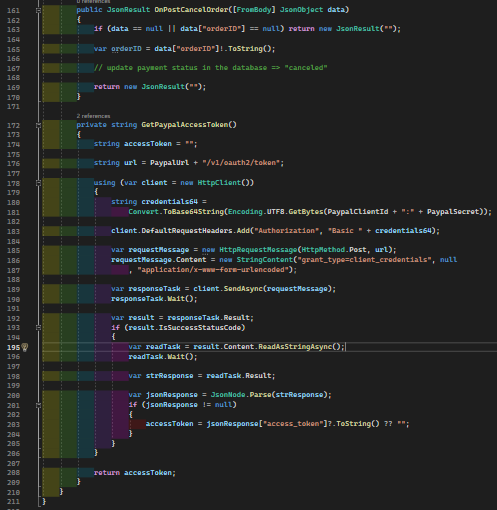 0 references
161 public JsonResult OnPostCancelOrder([FromBody] JsonObject data)
162 {
163 if (data == null || data["orderID"] == null) return new JsonResult("");
164
165 var orderID = data["orderID"]!.ToString();
166
167 // update payment status in the database => "canceled"
168
169 return new JsonResult("");
170 }
171
2 references
172 private string GetPaypalAccessToken()
173 {
174 string accessToken = "";
175
176 string url = PaypalUrl + "/v1/oauth2/token";
177
178 using (var client = new HttpClient())
179 {
180 string credentials64 =
181 Convert.ToBase64String(Encoding.UTF8.GetBytes(PaypalClientId + ":" + PaypalSecret));
182
183 client.DefaultRequestHeaders.Add("Authorization", "Basic " + credentials64);
184
185 var requestMessage = new HttpRequestMessage(HttpMethod.Post, url);
186 requestMessage.Content = new StringContent("grant_type=client_credentials", null
187 , "application/x-www-form-urlencoded");
188
189 var responseTask = client.SendAsync(requestMessage);
190 responseTask.Wait();
191
192 var result = responseTask.Result;
193 if (result.IsSuccessStatusCode)
194 {
195 var readTask = result.Content.ReadAsStringAsync();
196 readTask.Wait();
197
198 var strResponse = readTask.Result;
199
200 var jsonResponse = JsonNode.Parse(strResponse);
201 if (jsonResponse != null)
202 {
203 accessToken = jsonResponse["access_token"]?.ToString() ?? "";
204 }
205 }
206 }
207
208 return accessToken;
209 }
210 }
211 }